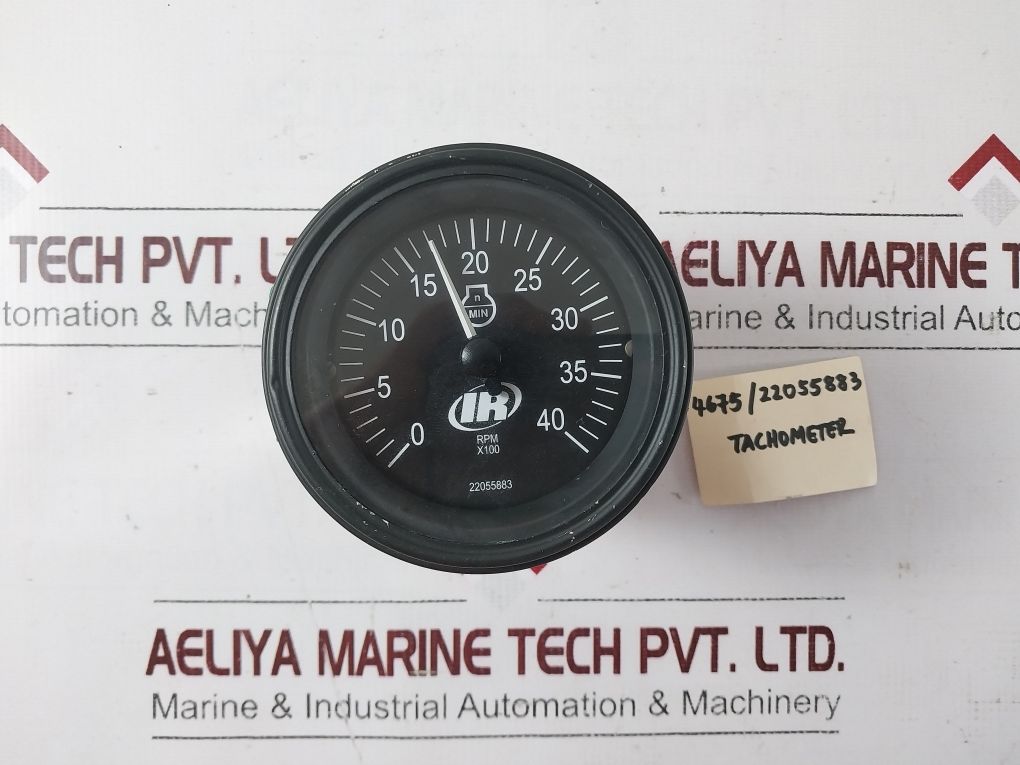 TECH PVT. LT
AELIYA MARINE T
tomation & Mach
arine & Industrial Auto
0
5
10
15
20
25
30
35
40
n
MIN
IR
RPM
X100
22055883
4675/22055883
TACHOMETER
AELIYA MARINE TECH PVT. LTD.
Marine & Industrial Automation & Machinery